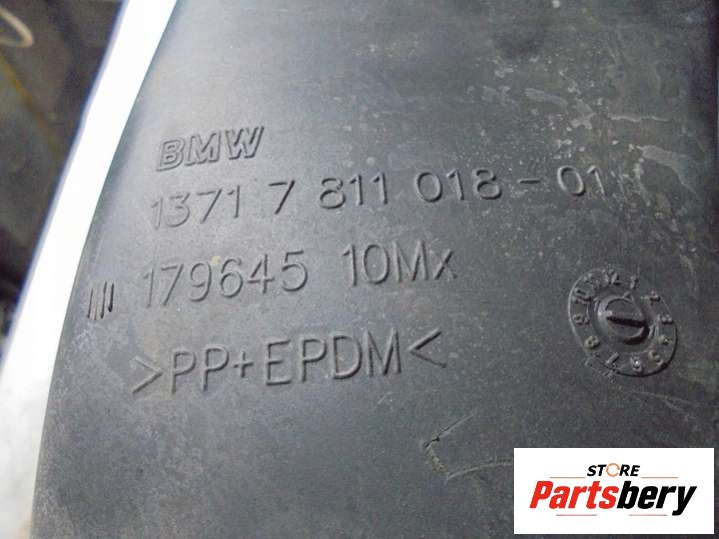 BMW
1371 7 811 018-01
179645 10Mx
>PP+EPDM<
STORE
Partsbery